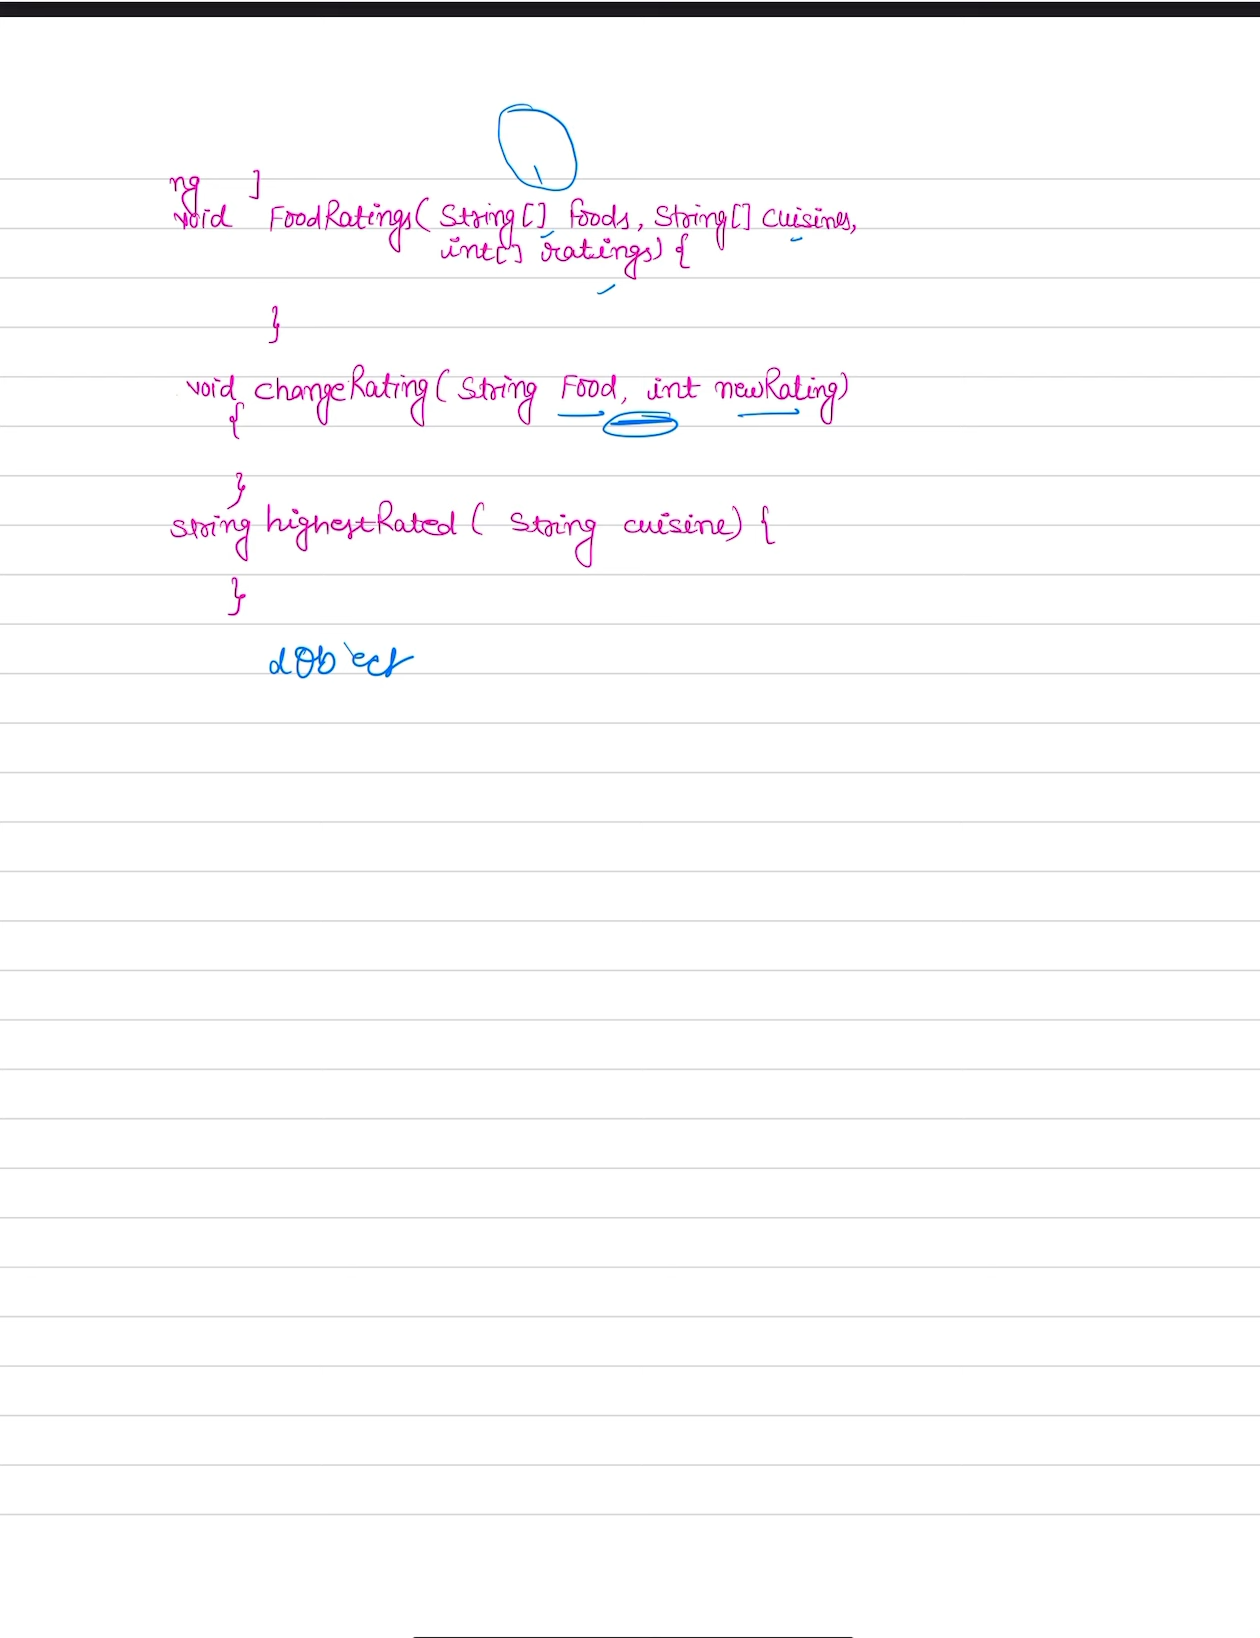 ng ]
void FoodRatings( String[] foods, String[] cuisines,
int[] ratings) {
}
void changeRating( String Food, int newRating)
{
}
string highestRated( String cuisine) {
}